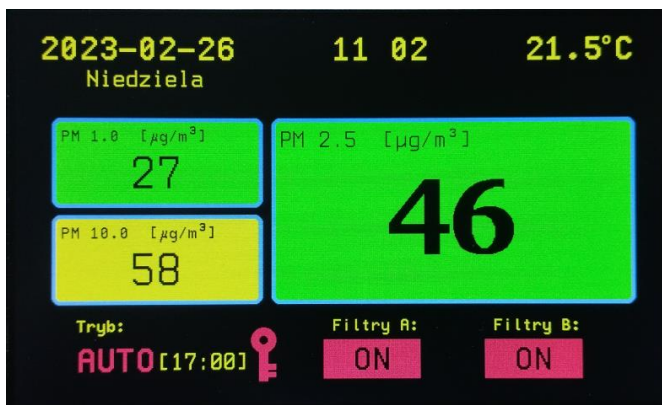 2023-02-26 11 02 21.5°C
Niedziela
PM 1.0 [µg/m³]
27
PM 2.5 [µg/m³]
46
PM 10.0 [µg/m³]
58
Tryb:
AUTO[17:00]
Filtry A:
ON
Filtry B:
ON